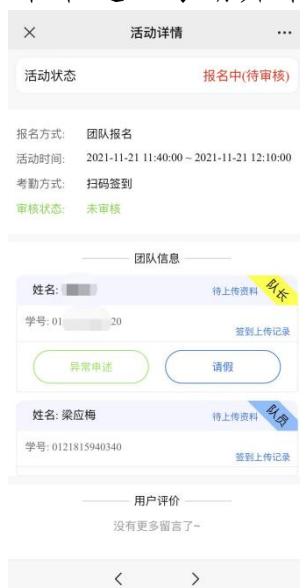 活动详情
活动状态 报名中(待审核)
报名方式: 团队报名
活动时间: 2021-11-21 11:40:00 ~ 2021-11-21 12:10:00
考勤方式: 扫码签到
审核状态: 未审核
团队信息
姓名: 待上传资料 队长
学号: 01 20 签到上传记录
异常申述 请假
姓名: 梁应梅 待上传资料 队员
学号: 0121815940340 签到上传记录
用户评价
没有更多留言了~